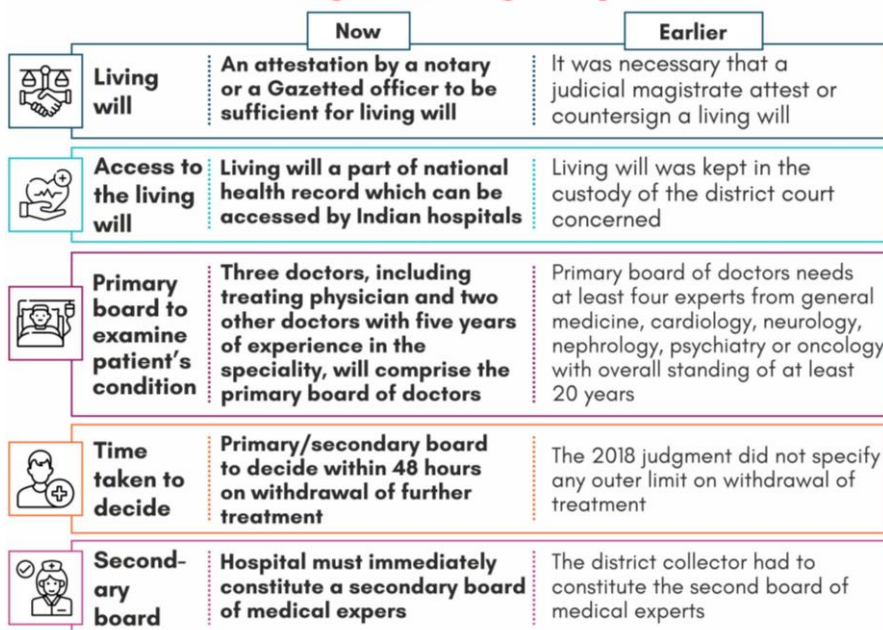 Now
Earlier
Living
will
An attestation by a notary
or a Gazetted officer to be
sufficient for living will
It was necessary that a
judicial magistrate attest or
countersign a living will
Access to
the living
will
Living will a part of national
health record which can be
accessed by Indian hospitals
Living will was kept in the
custody of the district court
concerned
Primary
board to
examine
patient's
condition
Three doctors, including
treating physician and two
other doctors with five years
of experience in the
speciality, will comprise the
primary board of doctors
Primary board of doctors needs
at least four experts from general
medicine, cardiology, neurology,
nephrology, psychiatry or oncology
with overall standing of at least
20 years
Time
taken to
decide
Primary/secondary board
to decide within 48 hours
on withdrawal of further
treatment
The 2018 judgment did not specify
any outer limit on withdrawal of
treatment
Second-
ary
board
Hospital must immediately
constitute a secondary board
of medical expers
The district collector had to
constitute the second board of
medical experts